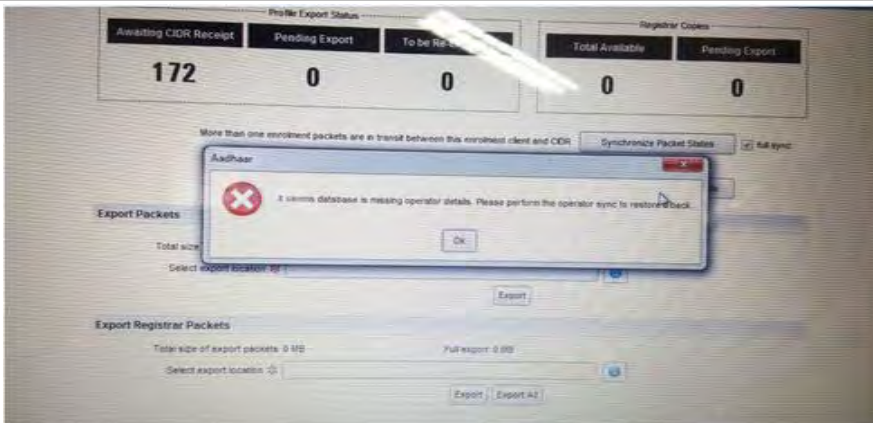 Profile Export Status
Registrar Copies
Awaiting CIDR Receipt
Pending Export
To be Re
Total Available
Pending Export
172
0
0
0
0
More than one enrolment packets are in transit between this enrolment client and CIDR
Synchronize Packet States
full sync
Aadhaar
It seems database is missing operator details. Please perform the operator sync to restore back.
Ok
Export Packets
Total size
Select export location
Export
Export Registrar Packets
Total size of export packets 0 MB
Full export 0 MB
Select export location
Export
Export All